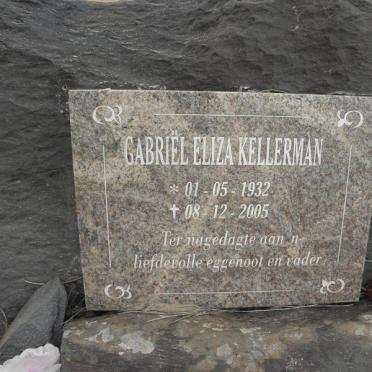 GABRIËL ELIZA KELLERMAN
* 01 - 05 - 1932
✝ 08 - 12 - 2005
Ter nagedagte aan 'n
liefdevolle eggenoot en vader.